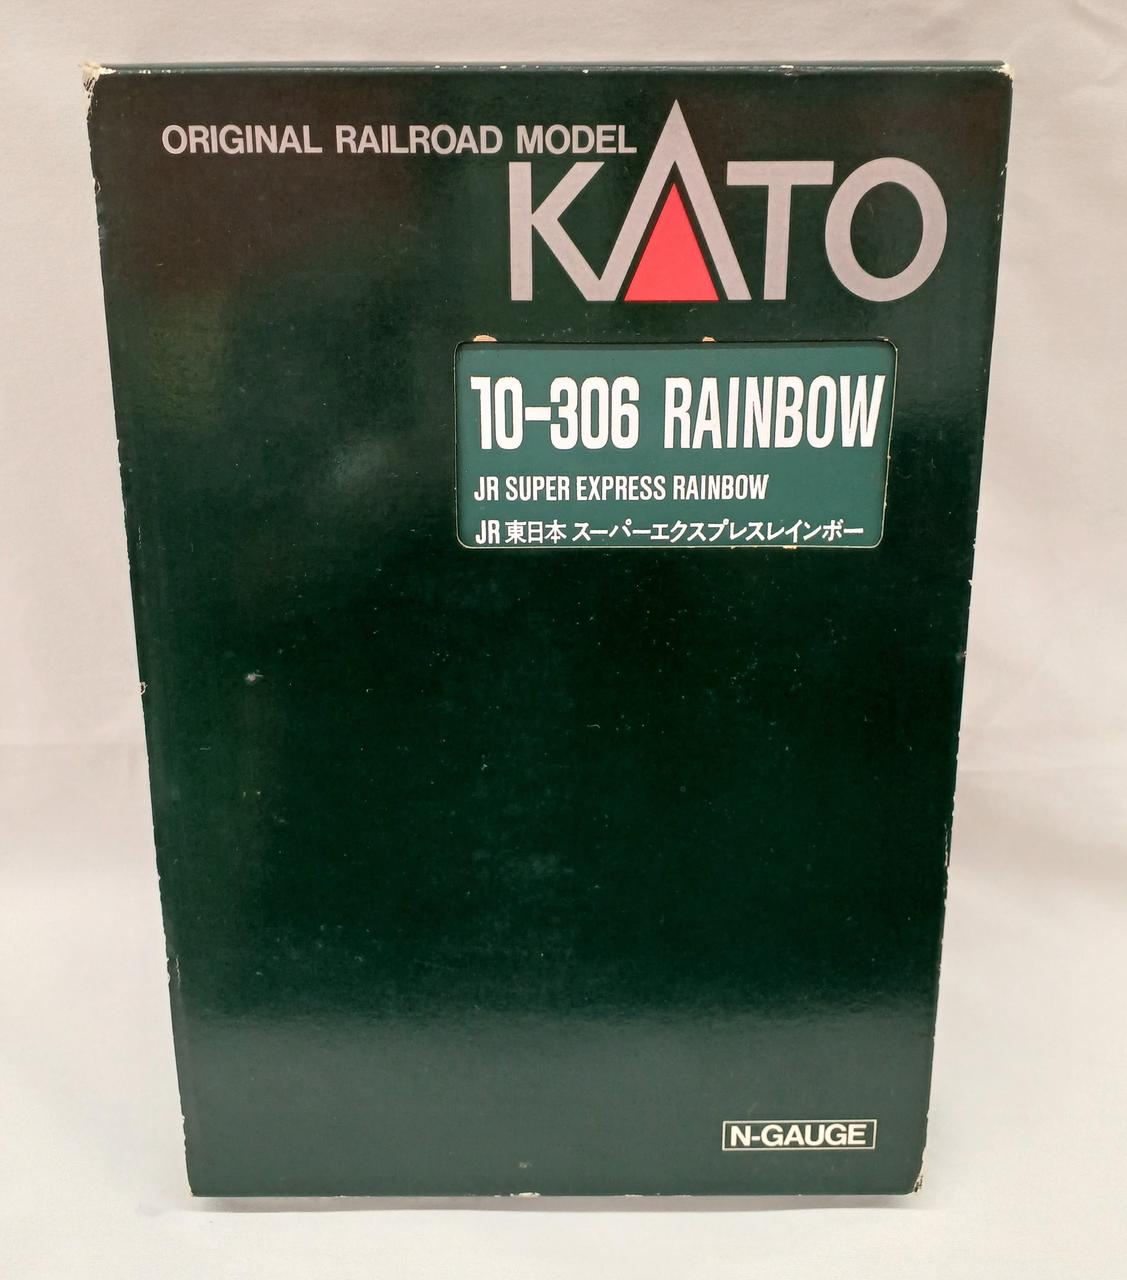 ORIGINAL RAILROAD MODEL
KATO
10-306 RAINBOW
JR SUPER EXPRESS RAINBOW
JR 東日本 スーパーエクスプレスレインボー
N-GAUGE